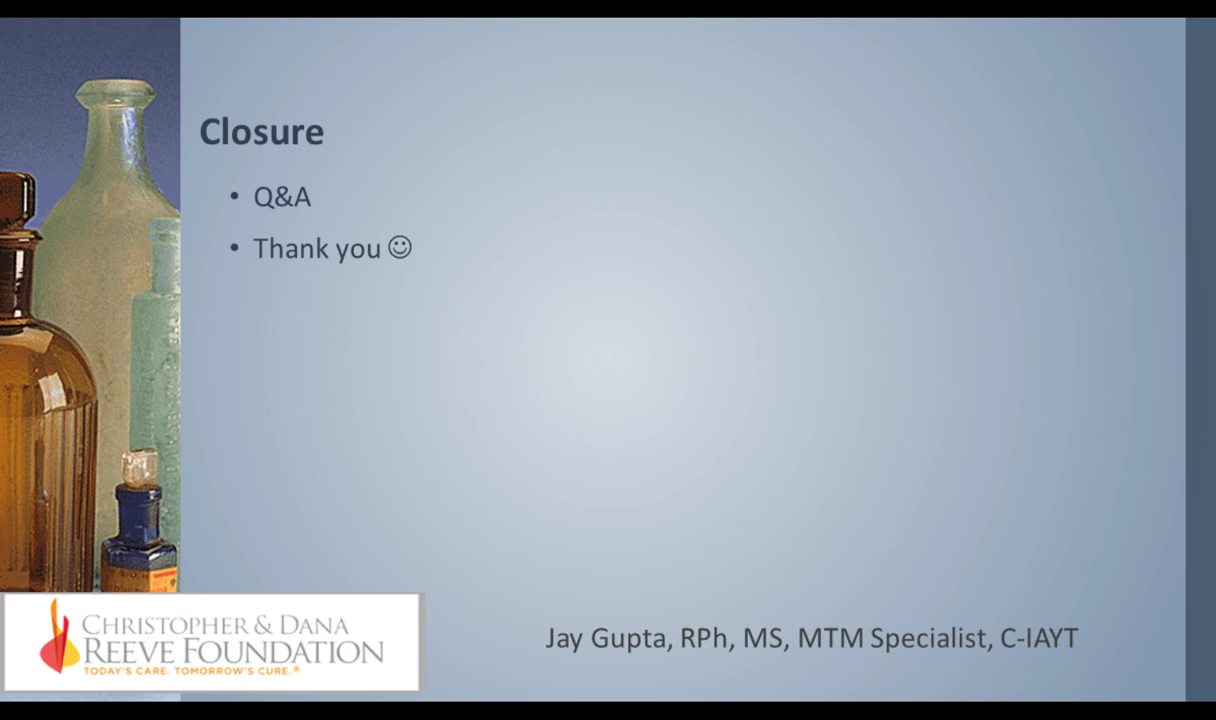 Closure
• Q&A
• Thank you ☺
CHRISTOPHER & DANA
REEVE FOUNDATION
TODAY'S CARE. TOMORROW'S CURE.®
Jay Gupta, RPh, MS, MTM Specialist, C-IAYT